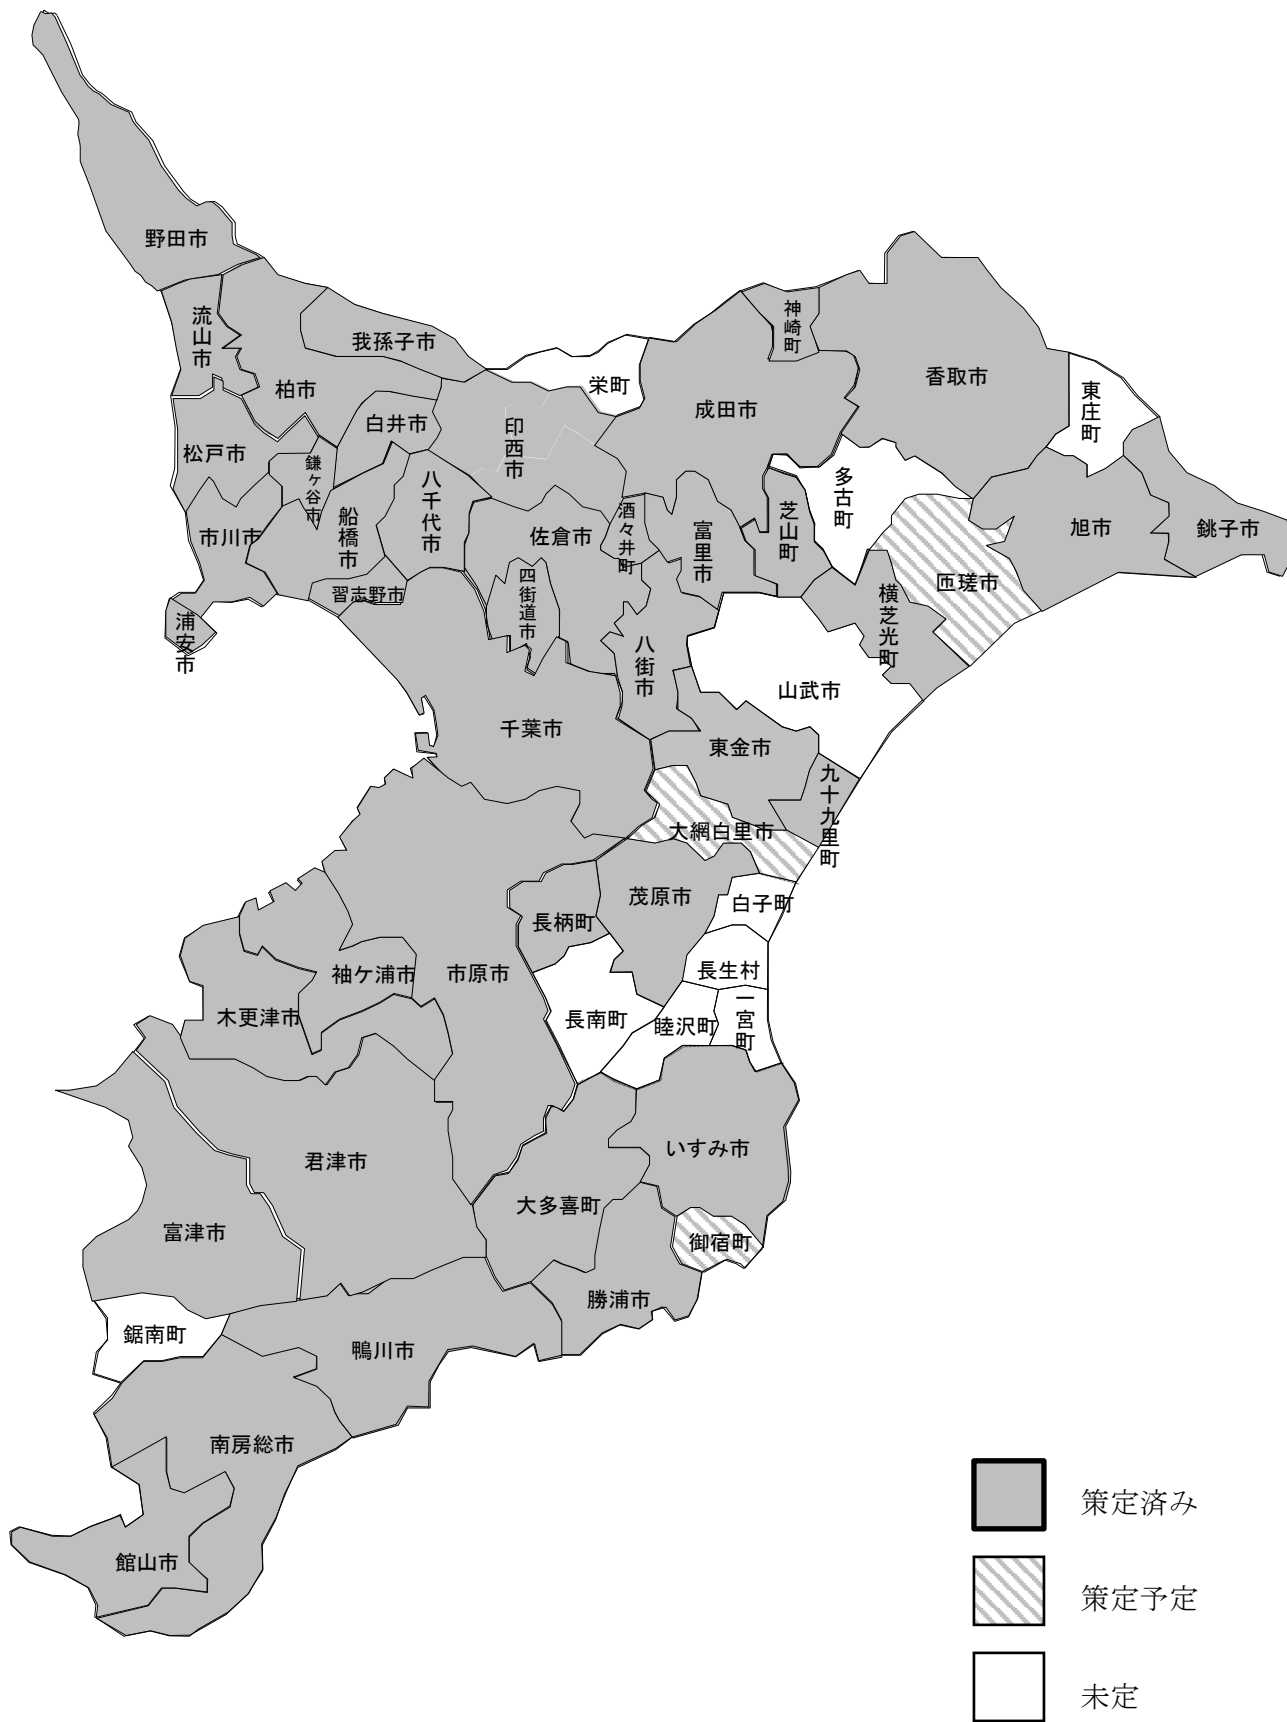 野田市
流山市
我孫子市
柏市
神崎町
香取市
栄町
成田市
東庄町
白井市
印西市
松戸市
鎌ヶ谷市
八千代市
船橋市
市川市
佐倉市
酒々井町
富里市
芝山町
多古町
旭市
銚子市
匝瑳市
横芝光町
四街道市
習志野市
浦安市
八街市
山武市
千葉市
東金市
九十九里町
大網白里市
茂原市
白子町
長柄町
長生村
袖ケ浦市
市原市
一宮町
木更津市
長南町
睦沢町
いすみ市
君津市
大多喜町
富津市
御宿町
勝浦市
鋸南町
鴨川市
南房総市
館山市
策定済み
策定予定
未定